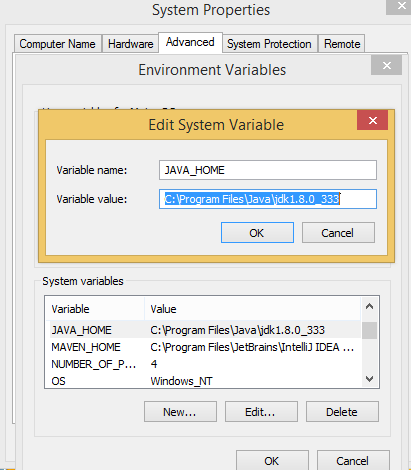 System Properties
Computer Name Hardware Advanced System Protection Remote
Environment Variables
Edit System Variable
Variable name: JAVA_HOME
Variable value: C:\Program Files\Java\jdk1.8.0_333
OK Cancel
System variables
Variable Value
JAVA_HOME C:\Program Files\Java\jdk1.8.0_333
MAVEN_HOME C:\Program Files\JetBrains\IntelliJ IDEA ...
NUMBER_OF_P... 4
OS Windows_NT
New... Edit... Delete
OK Cancel